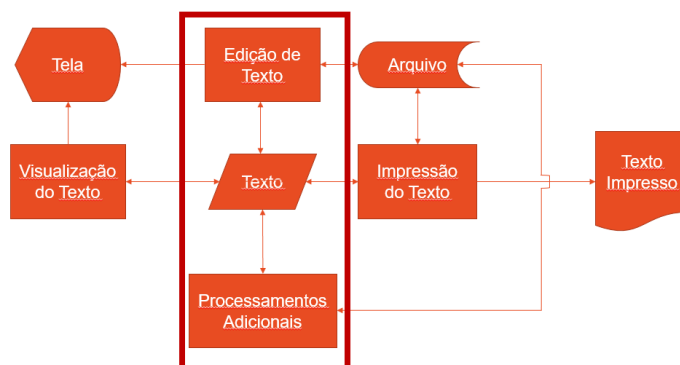 Tela
Edição de
Texto
Arquivo
Visualização
do Texto
Texto
Impressão
do Texto
Texto
Impresso
Processamentos
Adicionais